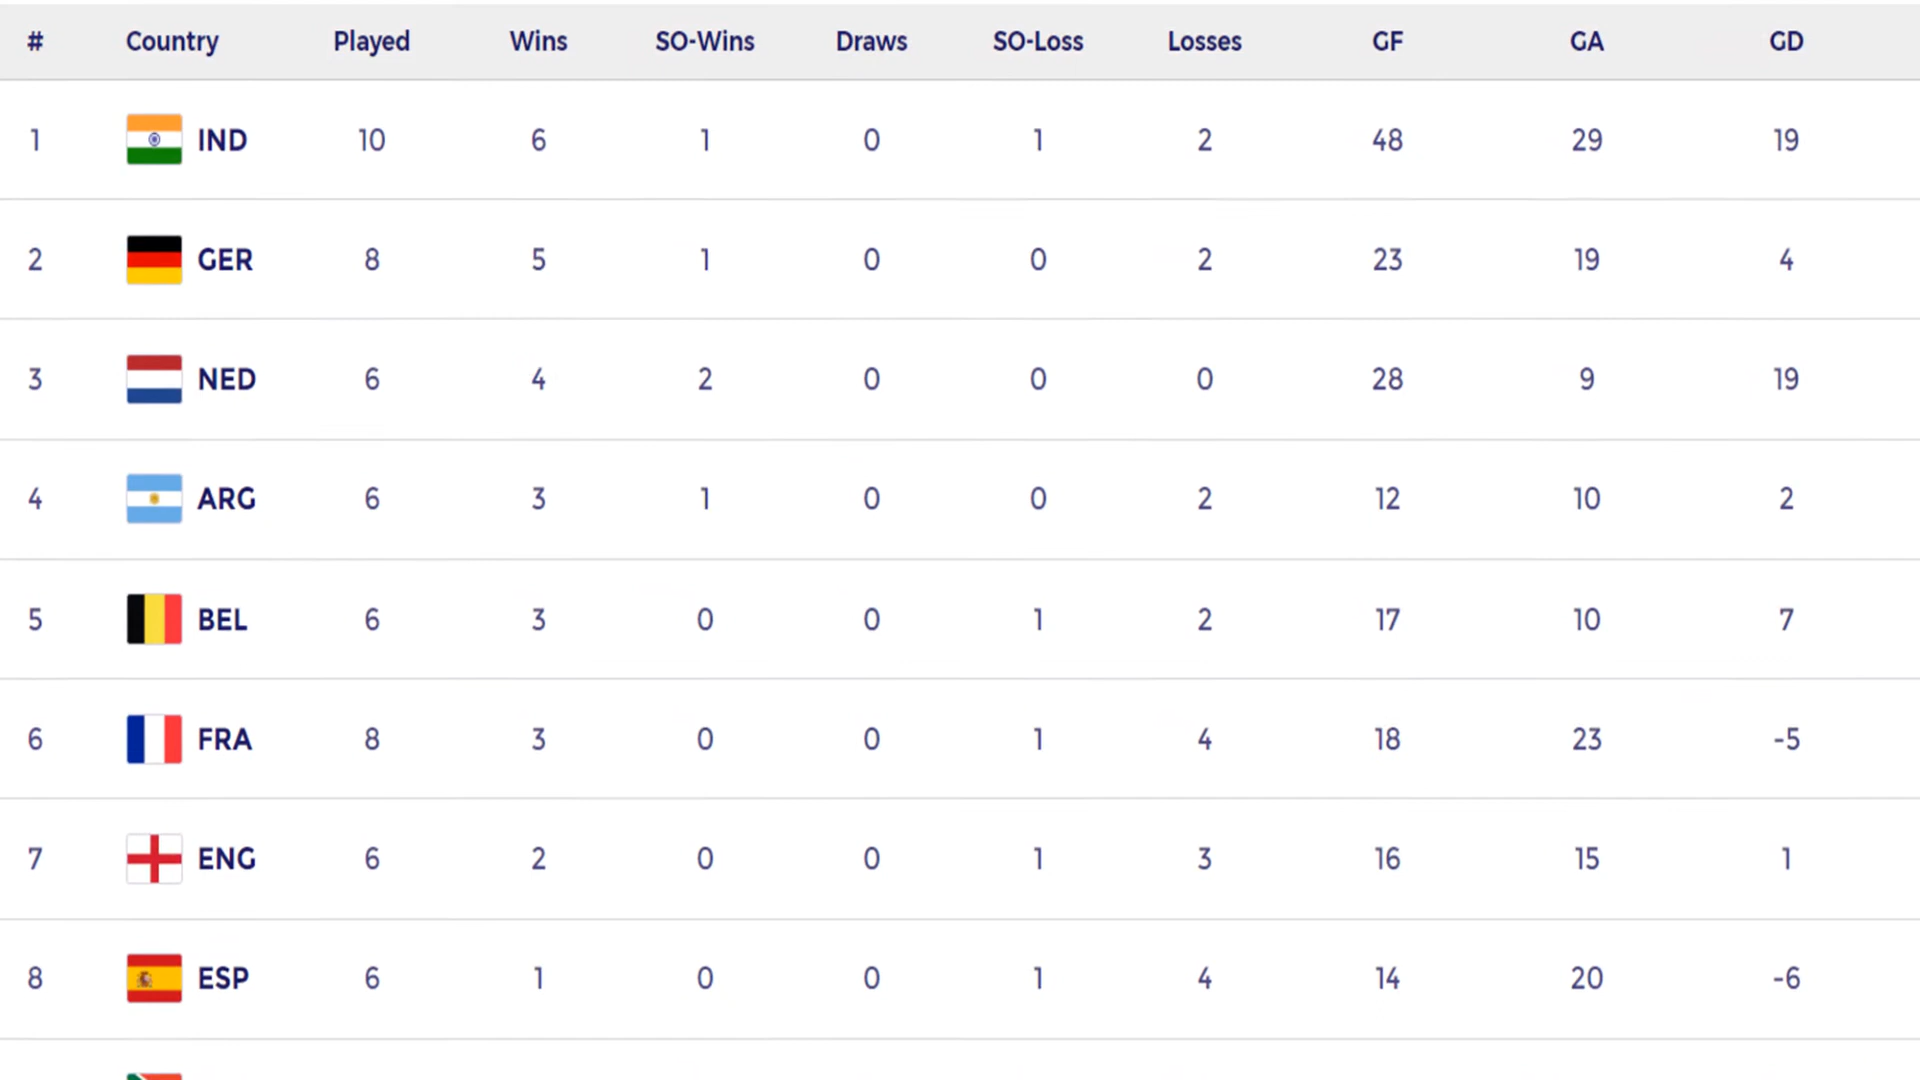 # Country Played Wins SO-Wins Draws SO-Loss Losses GF GA GD
1 IND 10 6 1 0 1 2 48 29 19
2 GER 8 5 1 0 0 2 23 19 4
3 NED 6 4 2 0 0 0 28 9 19
4 ARG 6 3 1 0 0 2 12 10 2
5 BEL 6 3 0 0 1 2 17 10 7
6 FRA 8 3 0 0 1 4 18 23 -5
7 ENG 6 2 0 0 1 3 16 15 1
8 ESP 6 1 0 0 1 4 14 20 -6